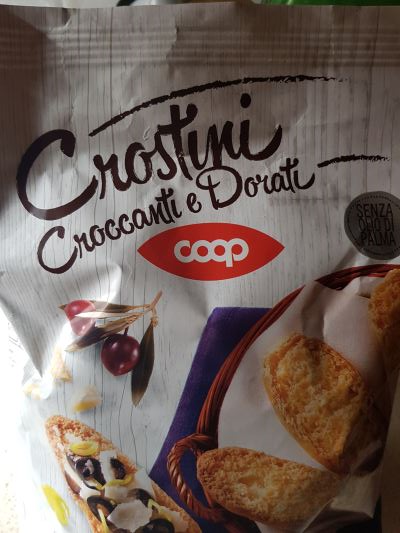 Crostini
Croccanti e Dorati
coop
SENZA
OLIO DI
PALMA